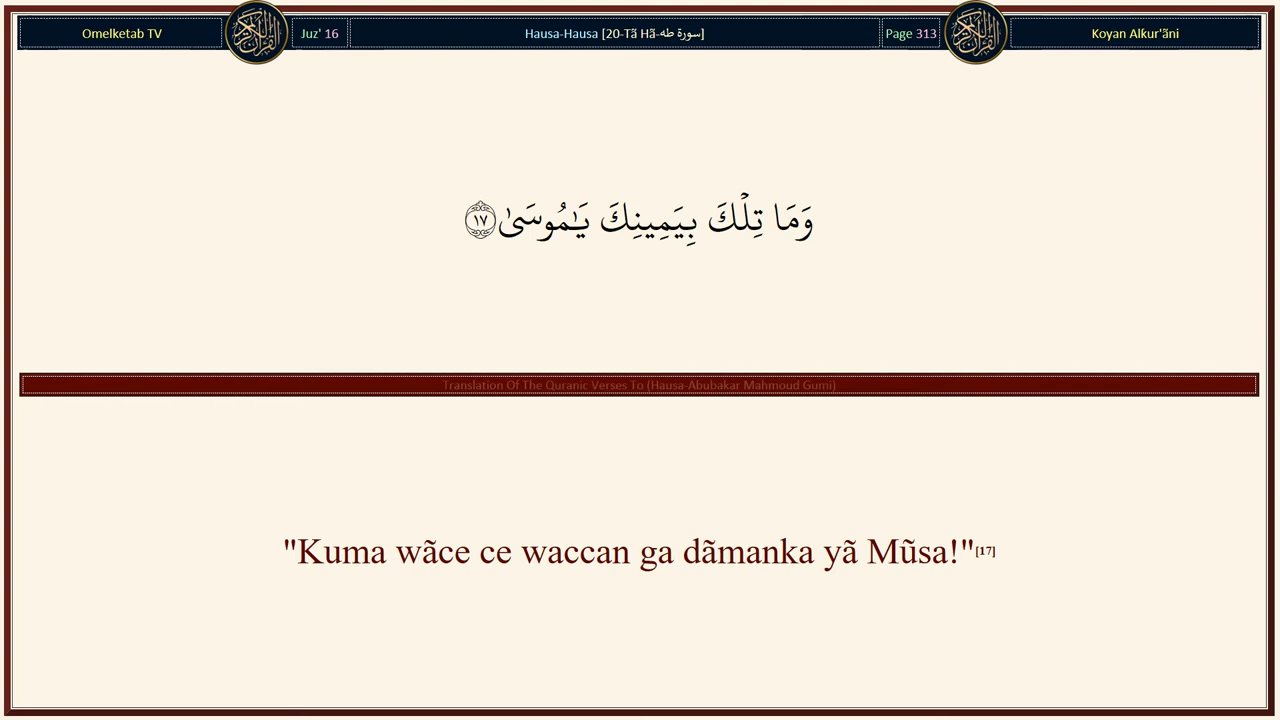 Omelketab TV
Juz' 16
Hausa-Hausa [20-Tã Hã-سورة طه]
Page 313
Koyan Alƙur'ãni
وَمَا تِلْكَ بِيَمِينِكَ يَـٰمُوسَىٰ ١٧
Translation Of The Quranic Verses To (Hausa-Abubakar Mahmoud Gumi)
"Kuma wãce ce waccan ga dãmanka yã Mũsa!"[17]